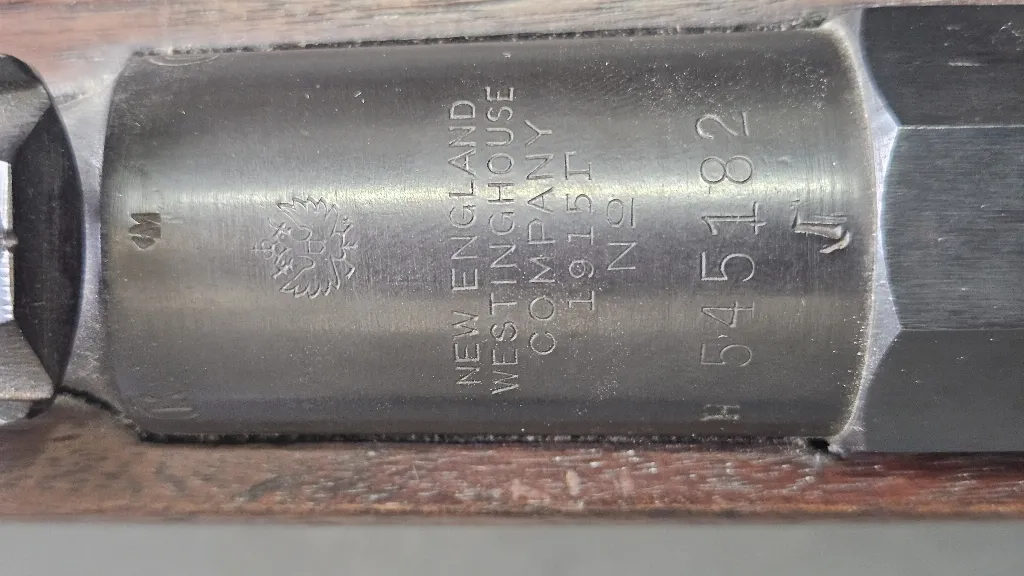 NEW ENGLAND
WESTINGHOUSE
COMPANY
1915 Г
Nº
545182
Л
H